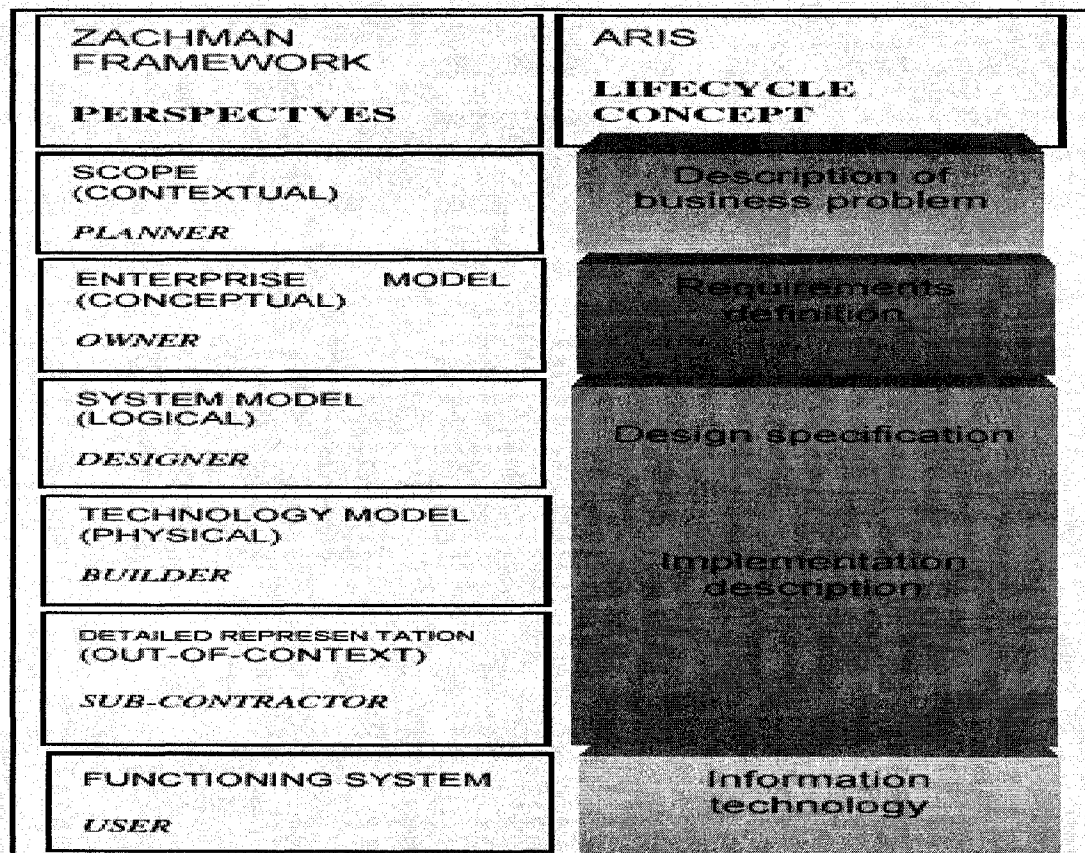 ZACHMAN
FRAMEWORK
PERSPECTVES
ARIS
LIFECYCLE
CONCEPT
SCOPE
(CONTEXTUAL)
PLANNER
Description of
business problem
ENTERPRISE MODEL
(CONCEPTUAL)
OWNER
Requirements
definition
SYSTEM MODEL
(LOGICAL)
DESIGNER
Design specification
TECHNOLOGY MODEL
(PHYSICAL)
BUILDER
Implementation
description
DETAILED REPRESEN TATION
(OUT-OF-CONTEXT)
SUB-CONTRACTOR
FUNCTIONING SYSTEM
USER
Information
technology